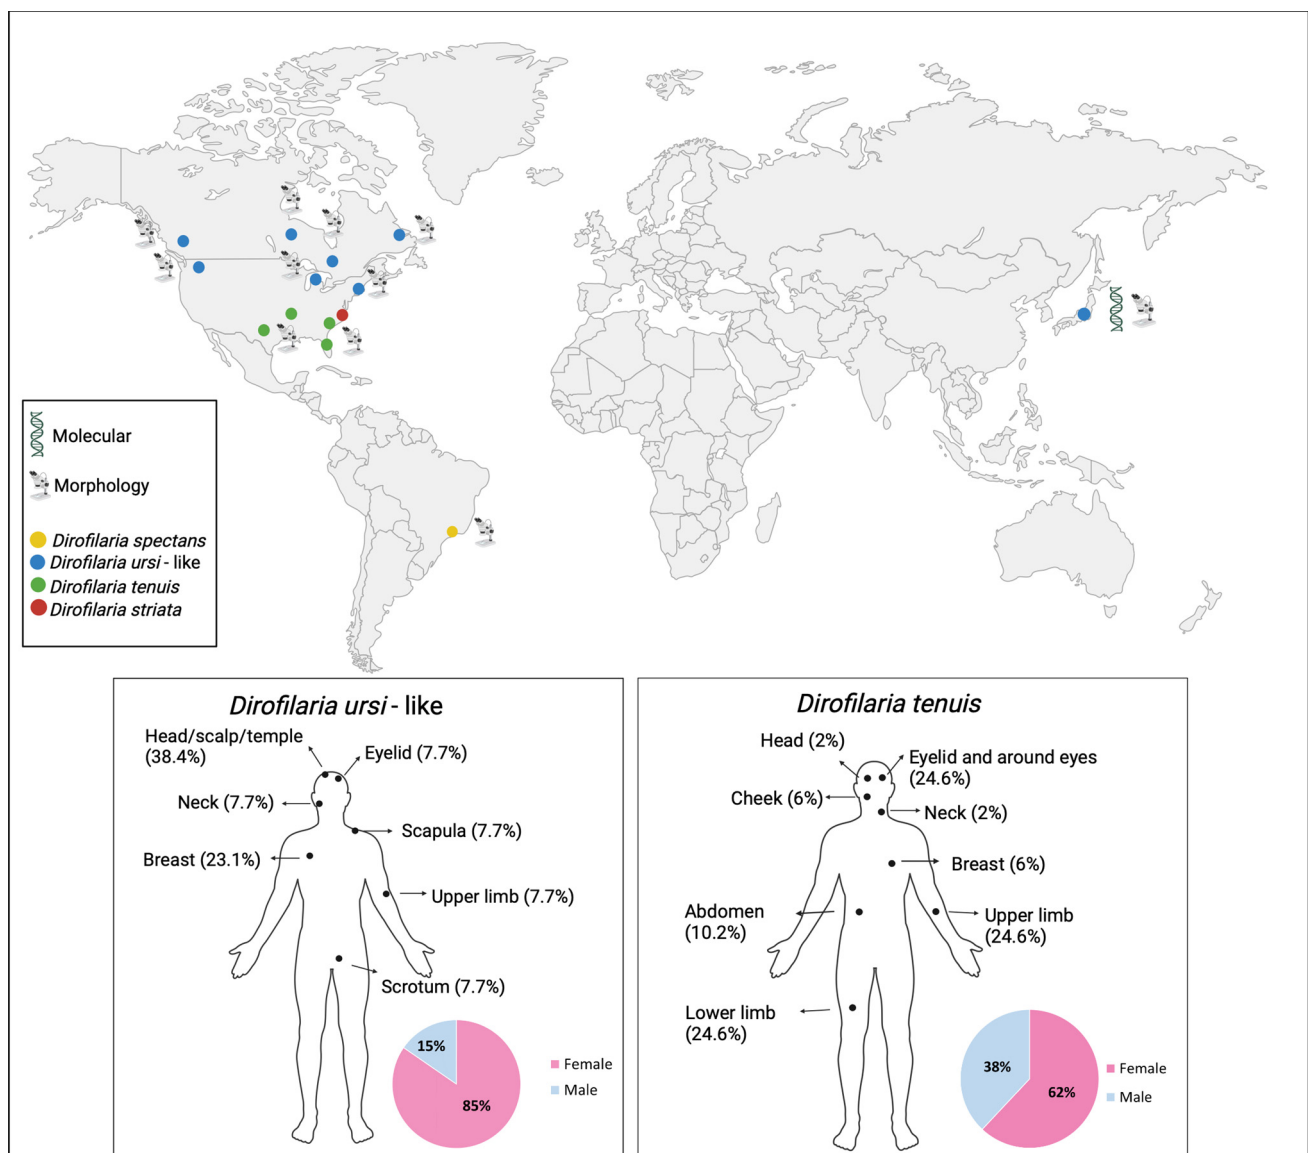 Molecular
Morphology
Dirofilaria spectans
Dirofilaria ursi - like
Dirofilaria tenuis
Dirofilaria striata
Dirofilaria ursi - like
Head/scalp/temple
(38.4%)
Eyelid (7.7%)
Neck (7.7%)
Scapula (7.7%)
Breast (23.1%)
Upper limb (7.7%)
Scrotum (7.7%)
15%
85%
Female
Male
Dirofilaria tenuis
Head (2%)
Eyelid and around eyes
(24.6%)
Cheek (6%)
Neck (2%)
Breast (6%)
Abdomen
(10.2%)
Upper limb
(24.6%)
Lower limb
(24.6%)
38%
62%
Female
Male